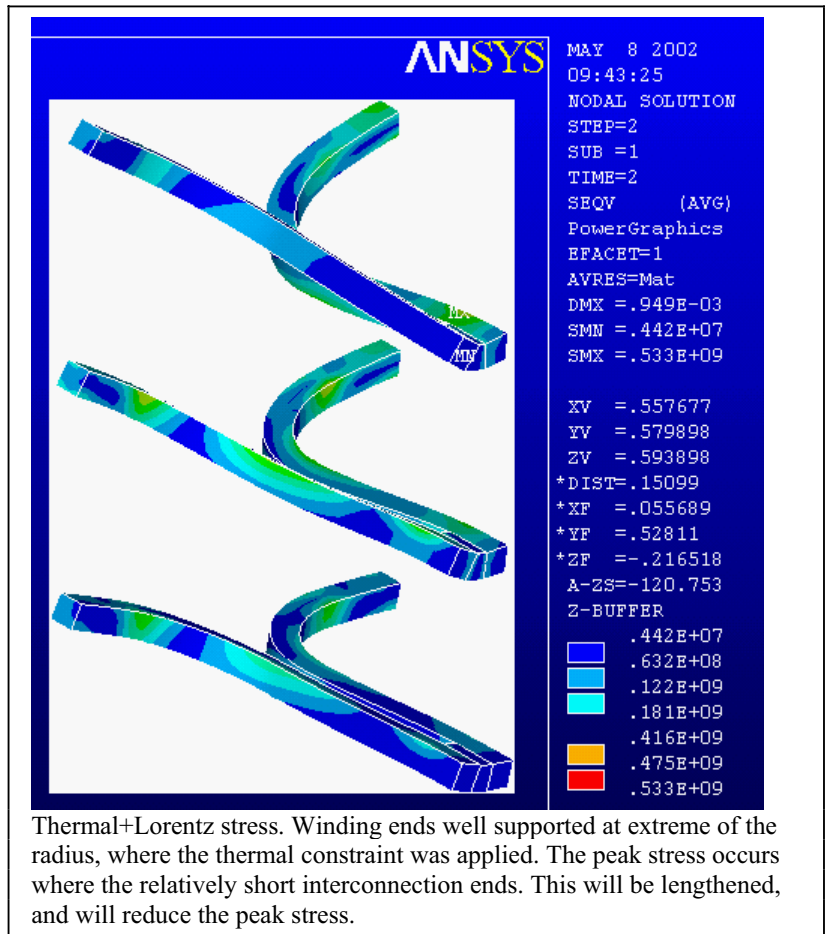 ANSYS
MAY 8 2002
09:43:25
NODAL SOLUTION
STEP=2
SUB =1
TIME=2
SEQV (AVG)
PowerGraphics
EFACET=1
AVRES=Mat
DMX =.949E-03
SMN =.442E+07
SMX =.533E+09
XV =.557677
YV =.579898
ZV =.593898
*DIST=.15099
*XF =.055689
*YF =.52811
*ZF =-.216518
A-ZS=-120.753
Z-BUFFER
.442E+07
.632E+08
.122E+09
.181E+09
.416E+09
.475E+09
.533E+09
MX
MN
Thermal+Lorentz stress. Winding ends well supported at extreme of the
radius, where the thermal constraint was applied. The peak stress occurs
where the relatively short interconnection ends. This will be lengthened,
and will reduce the peak stress.